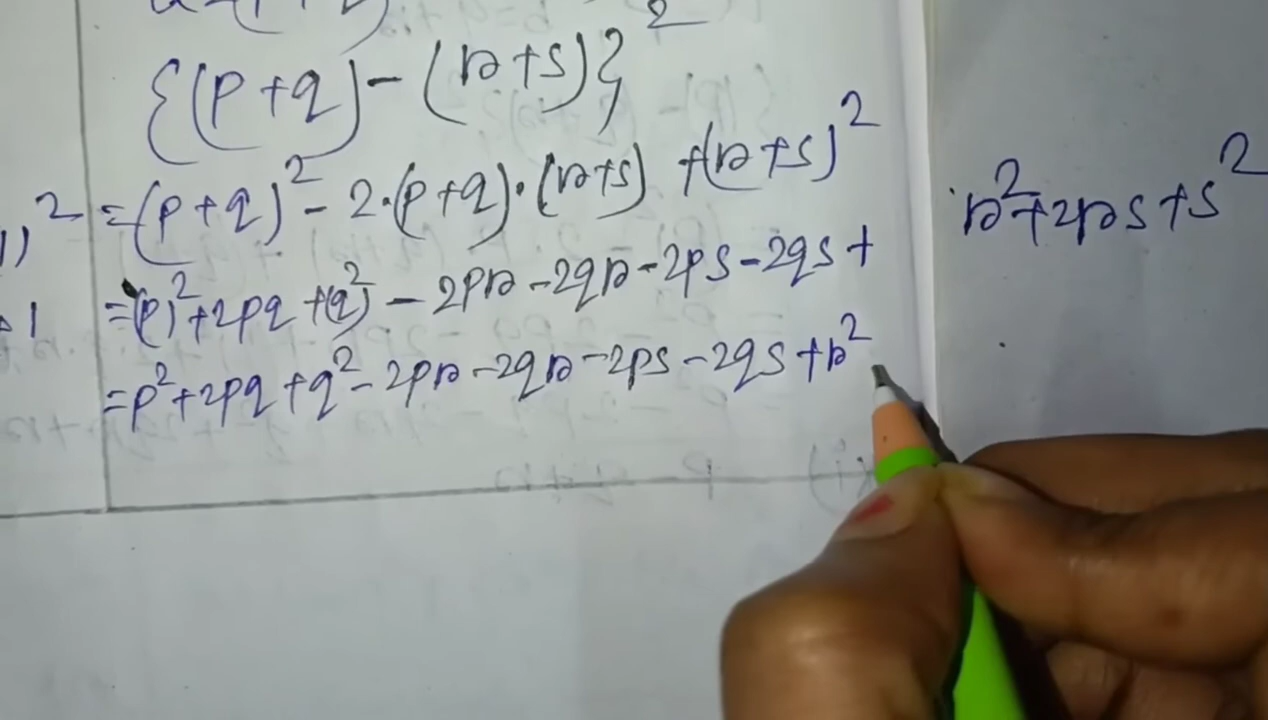 {(p+q)-(r+s)}²
=(p+q)²-2·(p+q)·(r+s)+(r+s)²
r²+2rs+s²
=(p)²+2pq+(q²)-2pr-2qr-2ps-2qs+
=p²+2pq+q²-2pr-2qr-2ps-2qs+r²